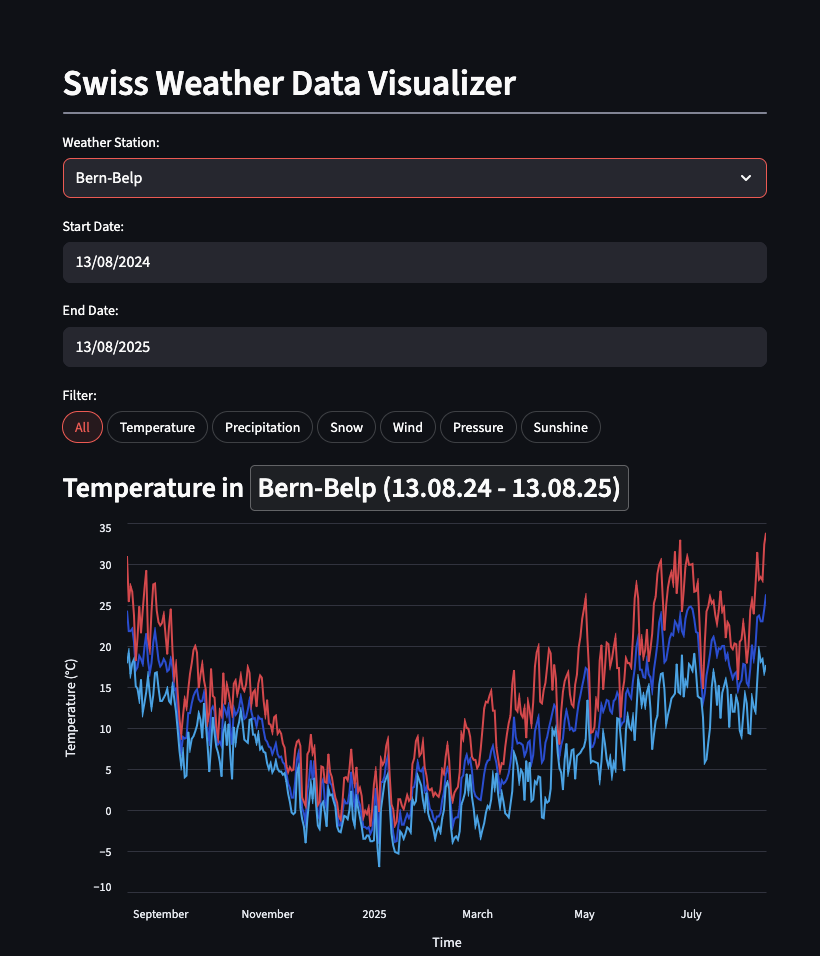 Swiss Weather Data Visualizer
Weather Station:
Bern-Belp
Start Date:
13/08/2024
End Date:
13/08/2025
Filter:
All Temperature Precipitation Snow Wind Pressure Sunshine
Temperature in Bern-Belp (13.08.24 - 13.08.25)
35
30
25
20
15
10
5
0
−5
−10
Temperature (°C)
September November 2025 March May July
Time